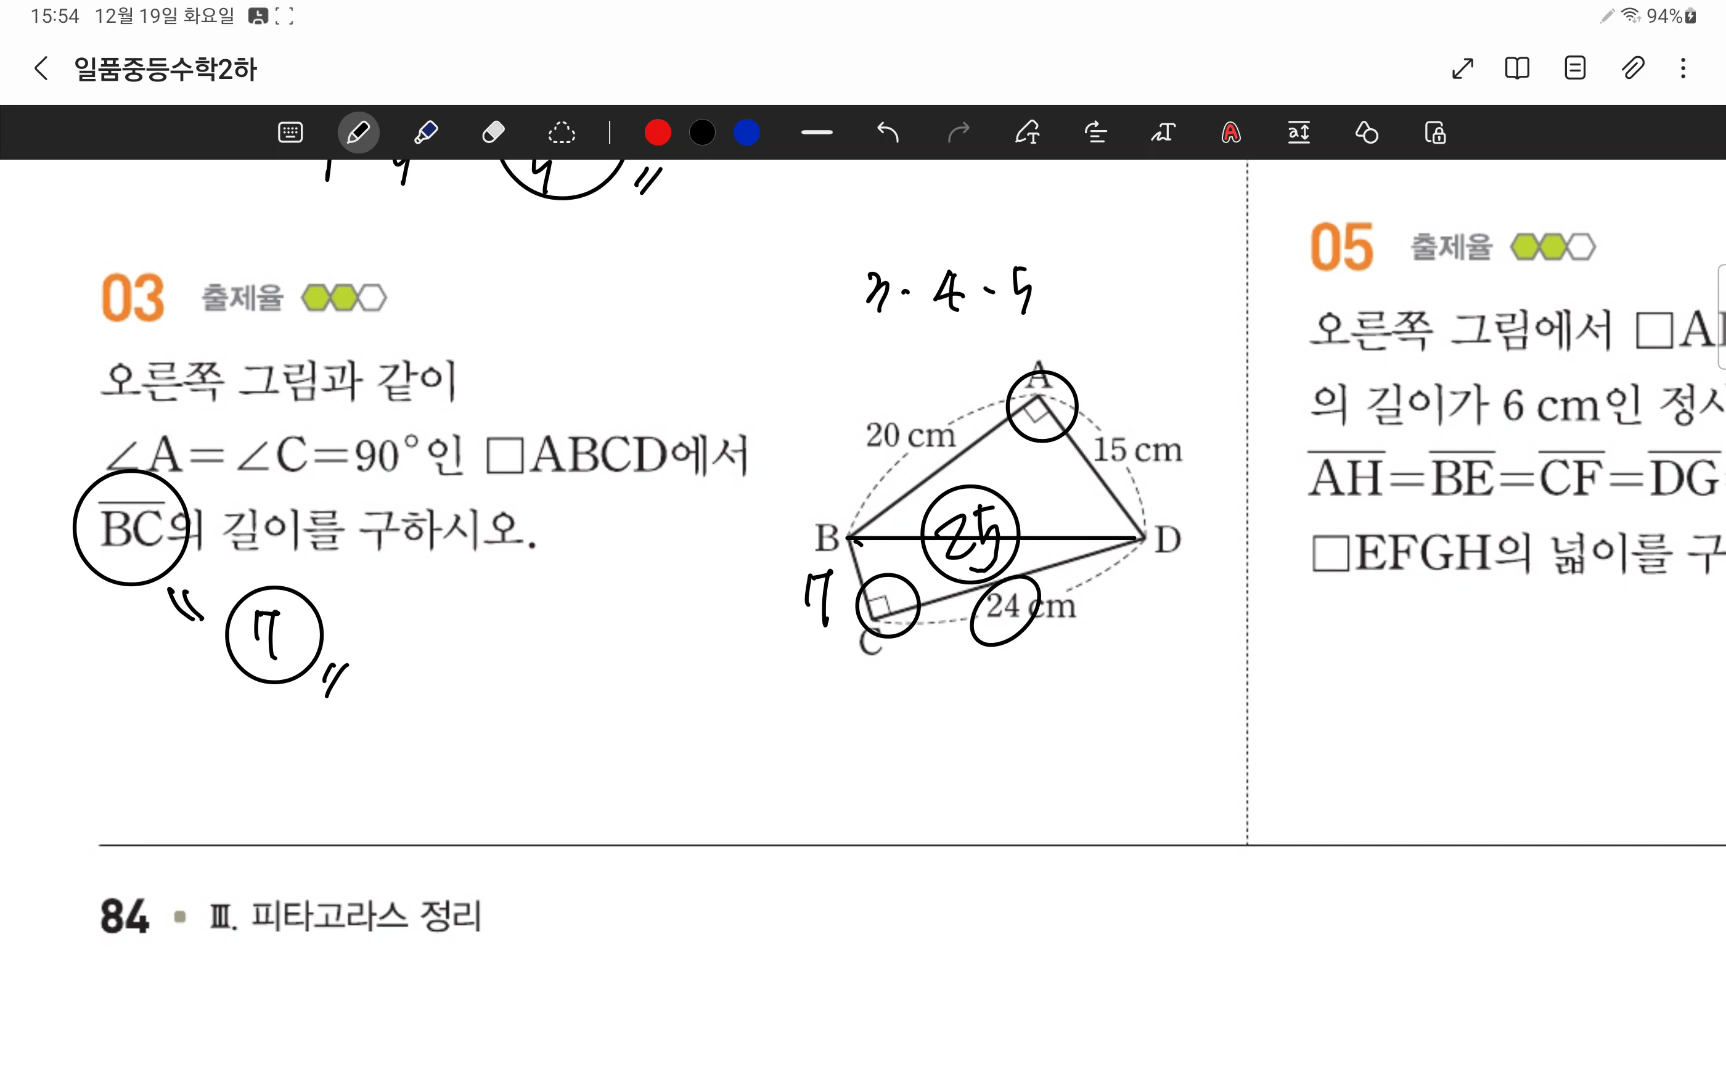 15:54 12월 19일 화요일
94%
일품중등수학2하
03 출제율
3·4·5
오른쪽 그림과 같이
∠A=∠C=90°인 □ABCD에서
BC의 길이를 구하시오.
7
A
20 cm
15 cm
B
25
D
7
24 cm
C
05 출제율
오른쪽 그림에서 □A
의 길이가 6 cm인 정사
AH=BE=CF=DG
□EFGH의 넓이를 구
84 ▪ Ⅲ. 피타고라스 정리